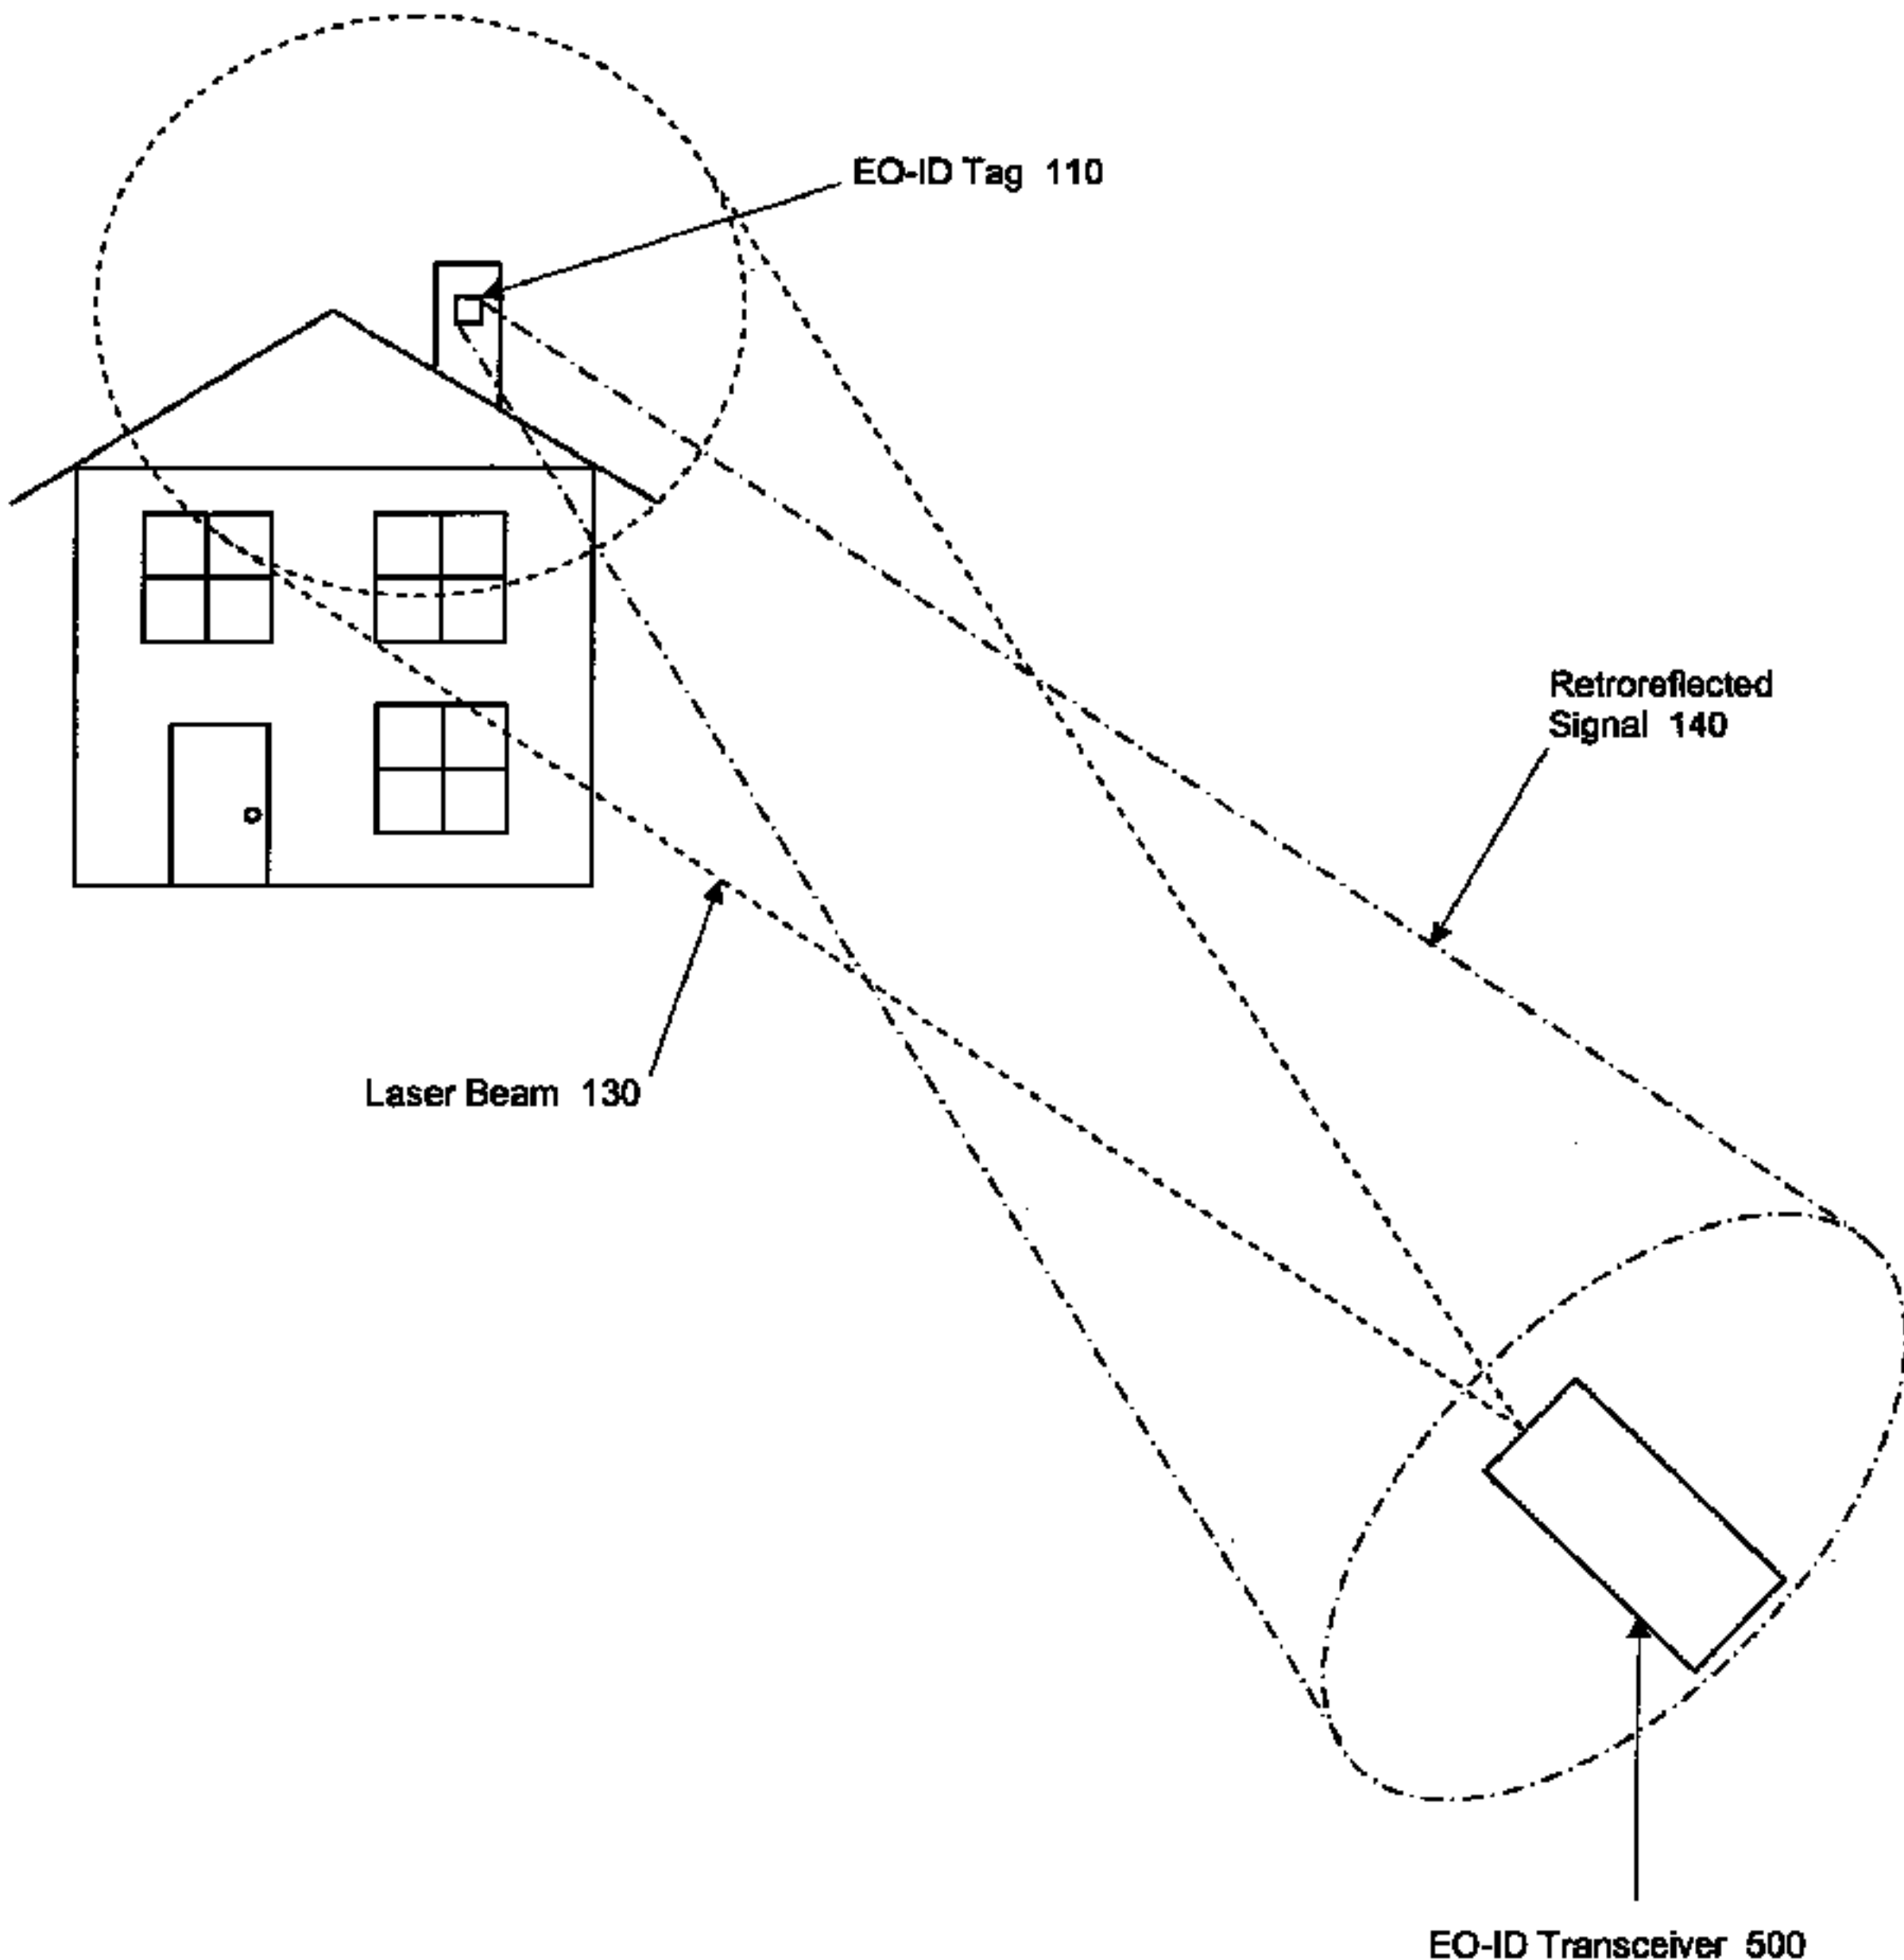 EO-ID Tag 110
Retroreflected
Signal 140
Laser Beam 130
EO-ID Transceiver 500